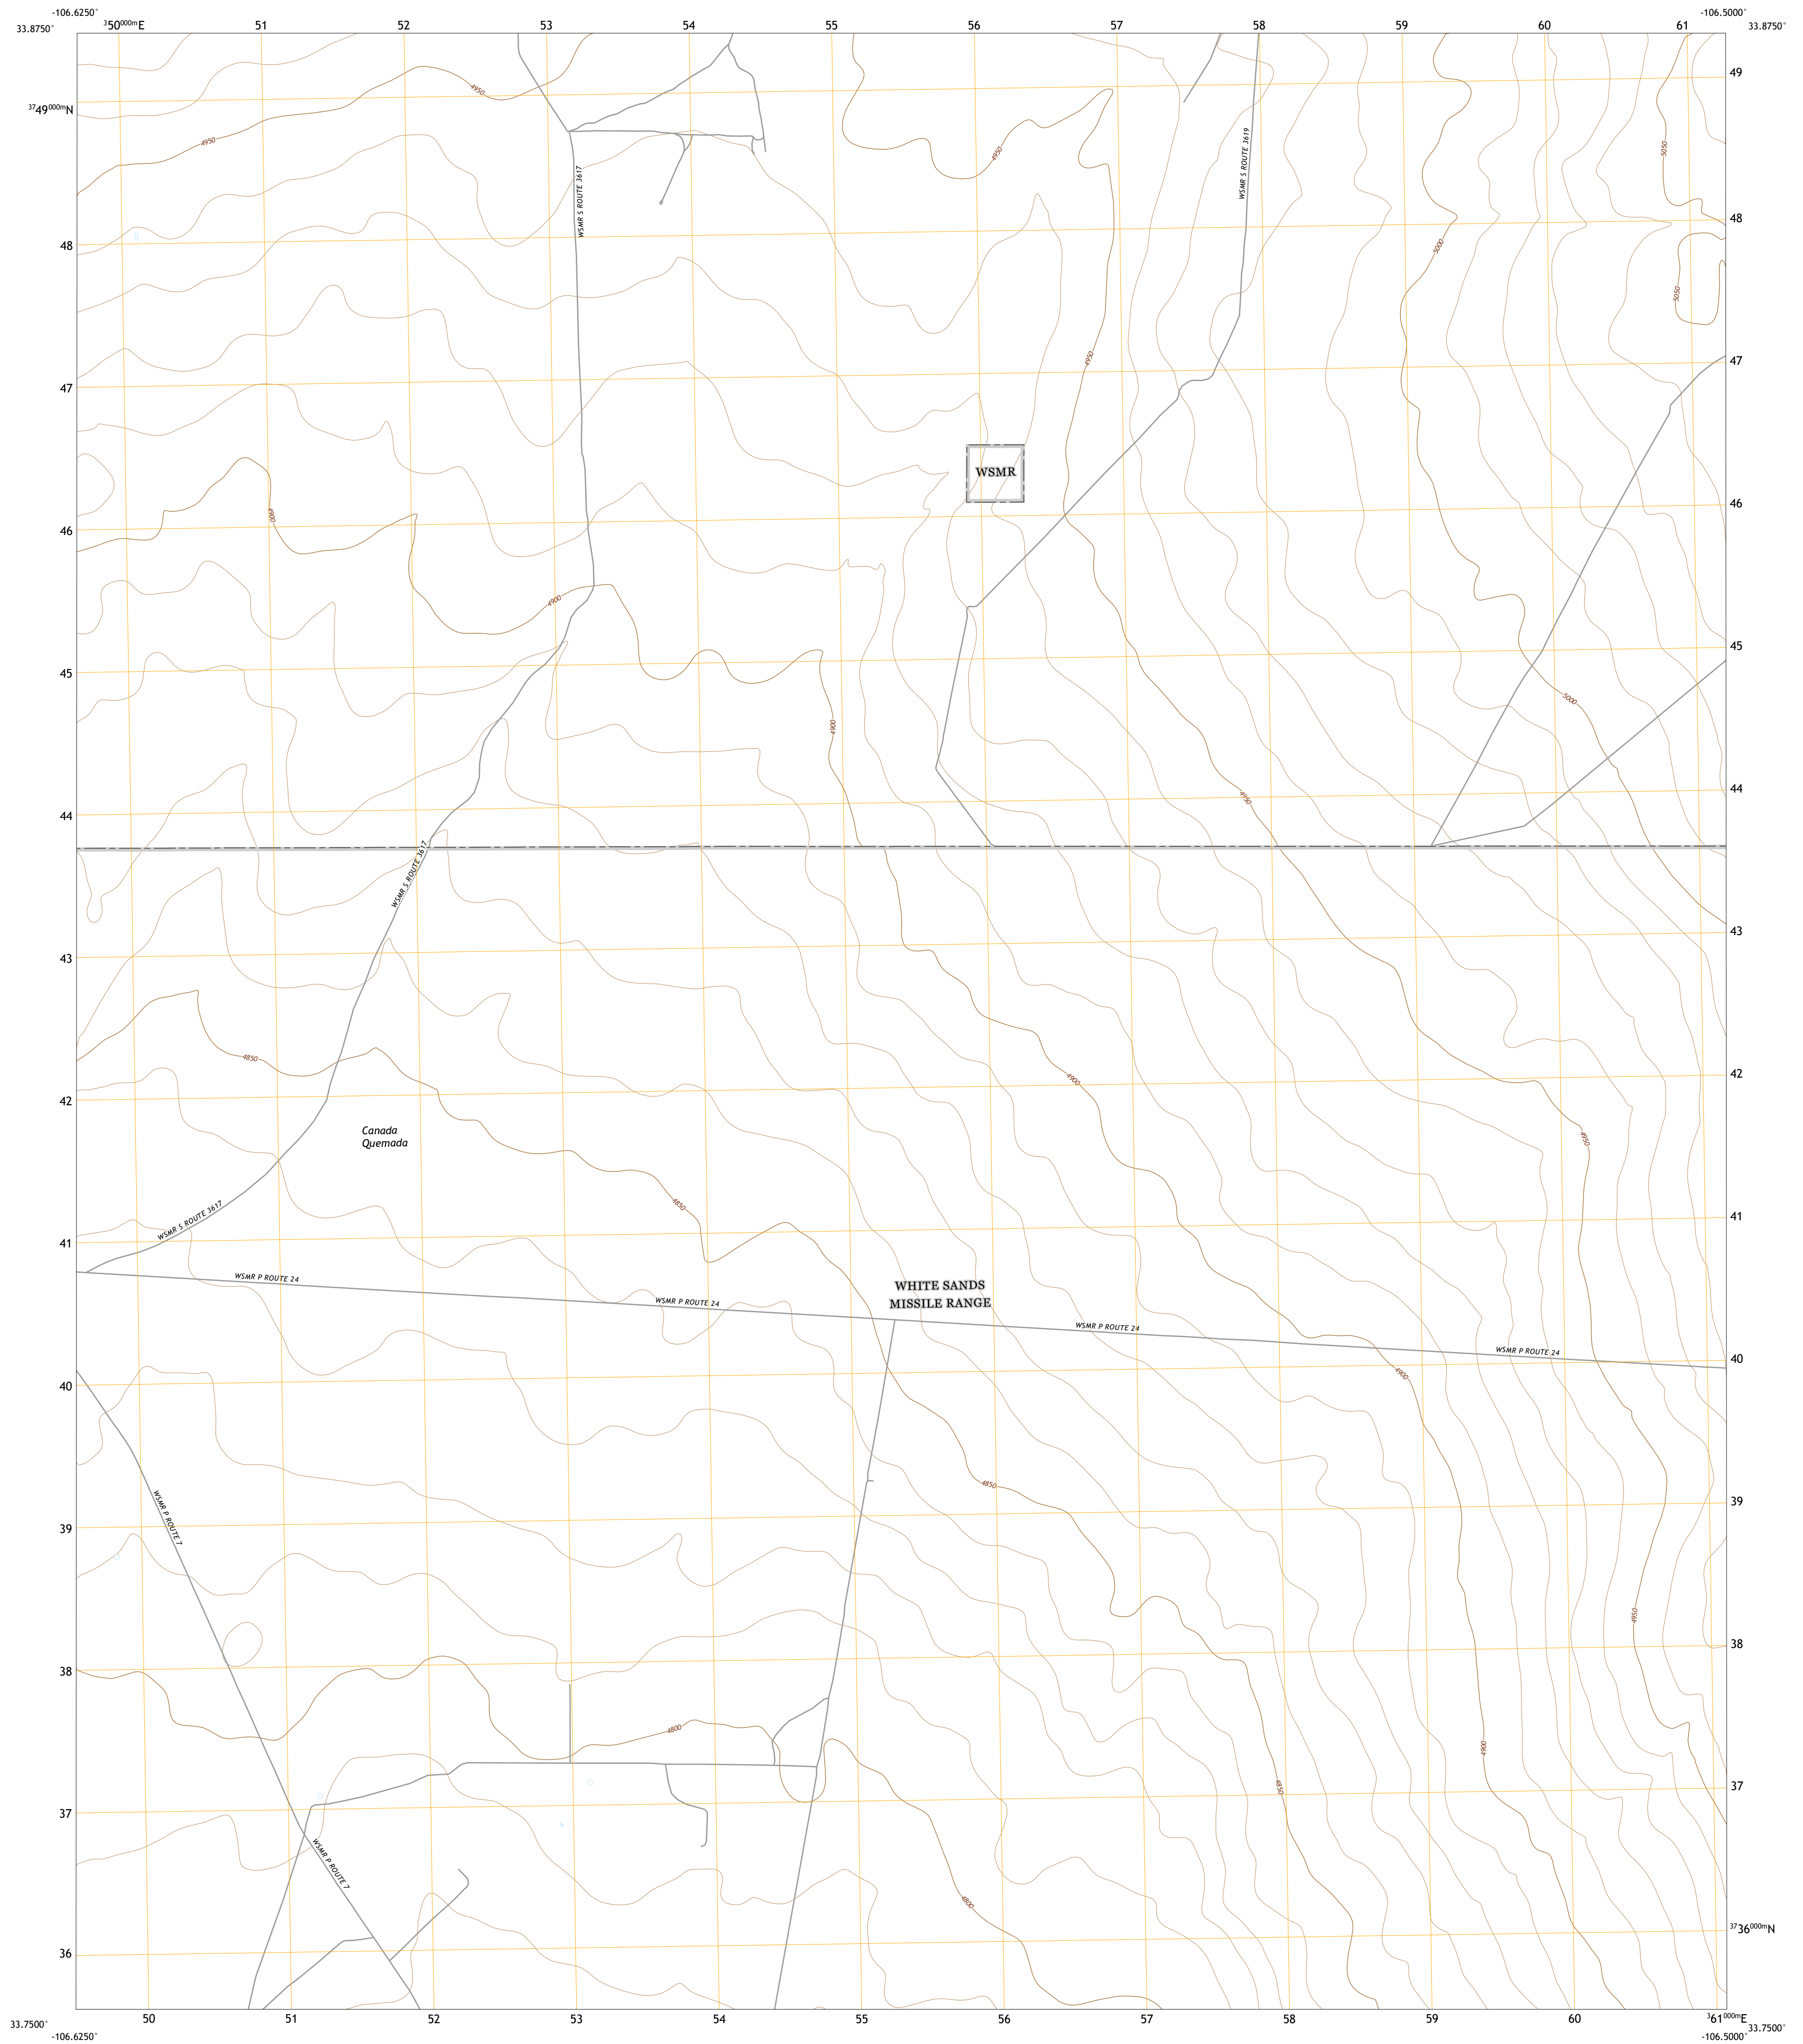 -106.6250° -106.5000°
33.8750° ³50⁰⁰⁰ᵐE 51 52 53 54 55 56 57 58 59 60 61 33.8750°
49
4950
³⁷49⁰⁰⁰ᵐN
4950
5050
4950
WSMR S ROUTE 3619
WSMR S ROUTE 3617
48
48
5000
5050
4950
47
47
WSMR
46
4900
46
4900
45
45
5000
4900
4950
44
44
WSMR S ROUTE 3617
43
43
4850
4900
42
42
Canada
Quemada
4950
4850
WSMR S ROUTE 3617
41
41
WSMR P ROUTE 24
WHITE SANDS
MISSILE RANGE
WSMR P ROUTE 24
WSMR P ROUTE 24
WSMR P ROUTE 24
40
40
4900
4850
WSMR P ROUTE 7
39
39
4950
38
38
4800
4900
4850
37
37
WSMR P ROUTE 7
4800
³⁷36⁰⁰⁰ᵐN
36
50 51 52 53 54 55 56 57 58 59 60 ³61⁰⁰⁰ᵐE
33.7500° 33.7500°
-106.6250° -106.5000°